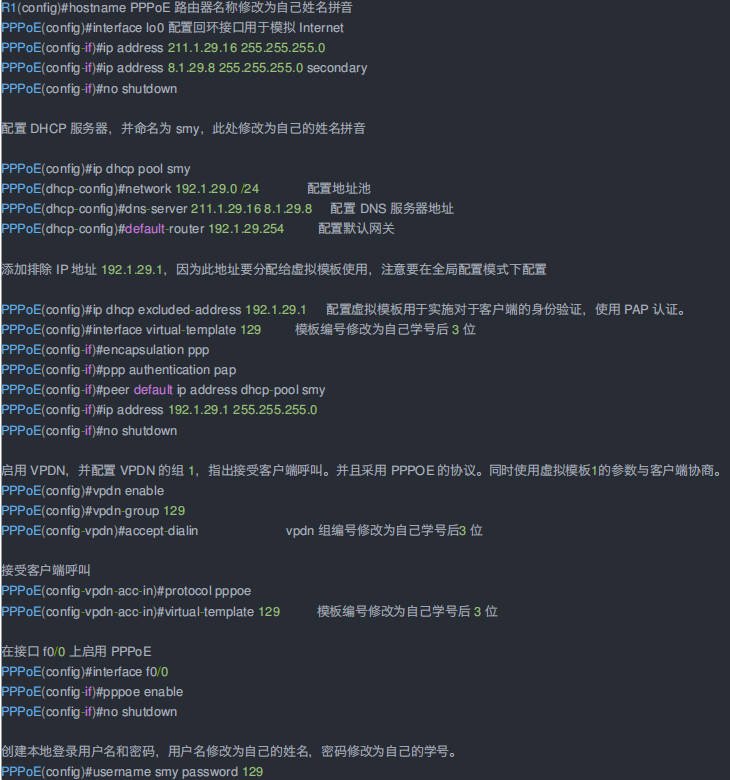 R1(config)#hostname PPPoE 路由器名称修改为自己姓名拼音
PPPoE(config)#interface lo0 配置回环接口用于模拟 Internet
PPPoE(config-if)#ip address 211.1.29.16 255.255.255.0
PPPoE(config-if)#ip address 8.1.29.8 255.255.255.0 secondary
PPPoE(config-if)#no shutdown
配置 DHCP 服务器，并命名为 smy，此处修改为自己的姓名拼音
PPPoE(config)#ip dhcp pool smy
PPPoE(dhcp-config)#network 192.1.29.0 /24 配置地址池
PPPoE(dhcp-config)#dns-server 211.1.29.16 8.1.29.8 配置 DNS 服务器地址
PPPoE(dhcp-config)#default-router 192.1.29.254 配置默认网关
添加排除 IP 地址 192.1.29.1，因为此地址要分配给虚拟模板使用，注意要在全局配置模式下配置
PPPoE(config)#ip dhcp excluded-address 192.1.29.1 配置虚拟模板用于实施对于客户端的身份验证，使用 PAP 认证。
PPPoE(config)#interface virtual-template 129 模板编号修改为自己学号后 3 位
PPPoE(config-if)#encapsulation ppp
PPPoE(config-if)#ppp authentication pap
PPPoE(config-if)#peer default ip address dhcp-pool smy
PPPoE(config-if)#ip address 192.1.29.1 255.255.255.0
PPPoE(config-if)#no shutdown
启用 VPDN，并配置 VPDN 的组 1，指出接受客户端呼叫。并且采用 PPPOE 的协议。同时使用虚拟模板1的参数与客户端协商。
PPPoE(config)#vpdn enable
PPPoE(config)#vpdn-group 129
PPPoE(config-vpdn)#accept-dialin vpdn 组编号修改为自己学号后3 位
接受客户端呼叫
PPPoE(config-vpdn-acc-in)#protocol pppoe
PPPoE(config-vpdn-acc-in)#virtual-template 129 模板编号修改为自己学号后 3 位
在接口 f0/0 上启用 PPPoE
PPPoE(config)#interface f0/0
PPPoE(config-if)#pppoe enable
PPPoE(config-if)#no shutdown
创建本地登录用户名和密码，用户名修改为自己的姓名，密码修改为自己的学号。
PPPoE(config)#username smy password 129